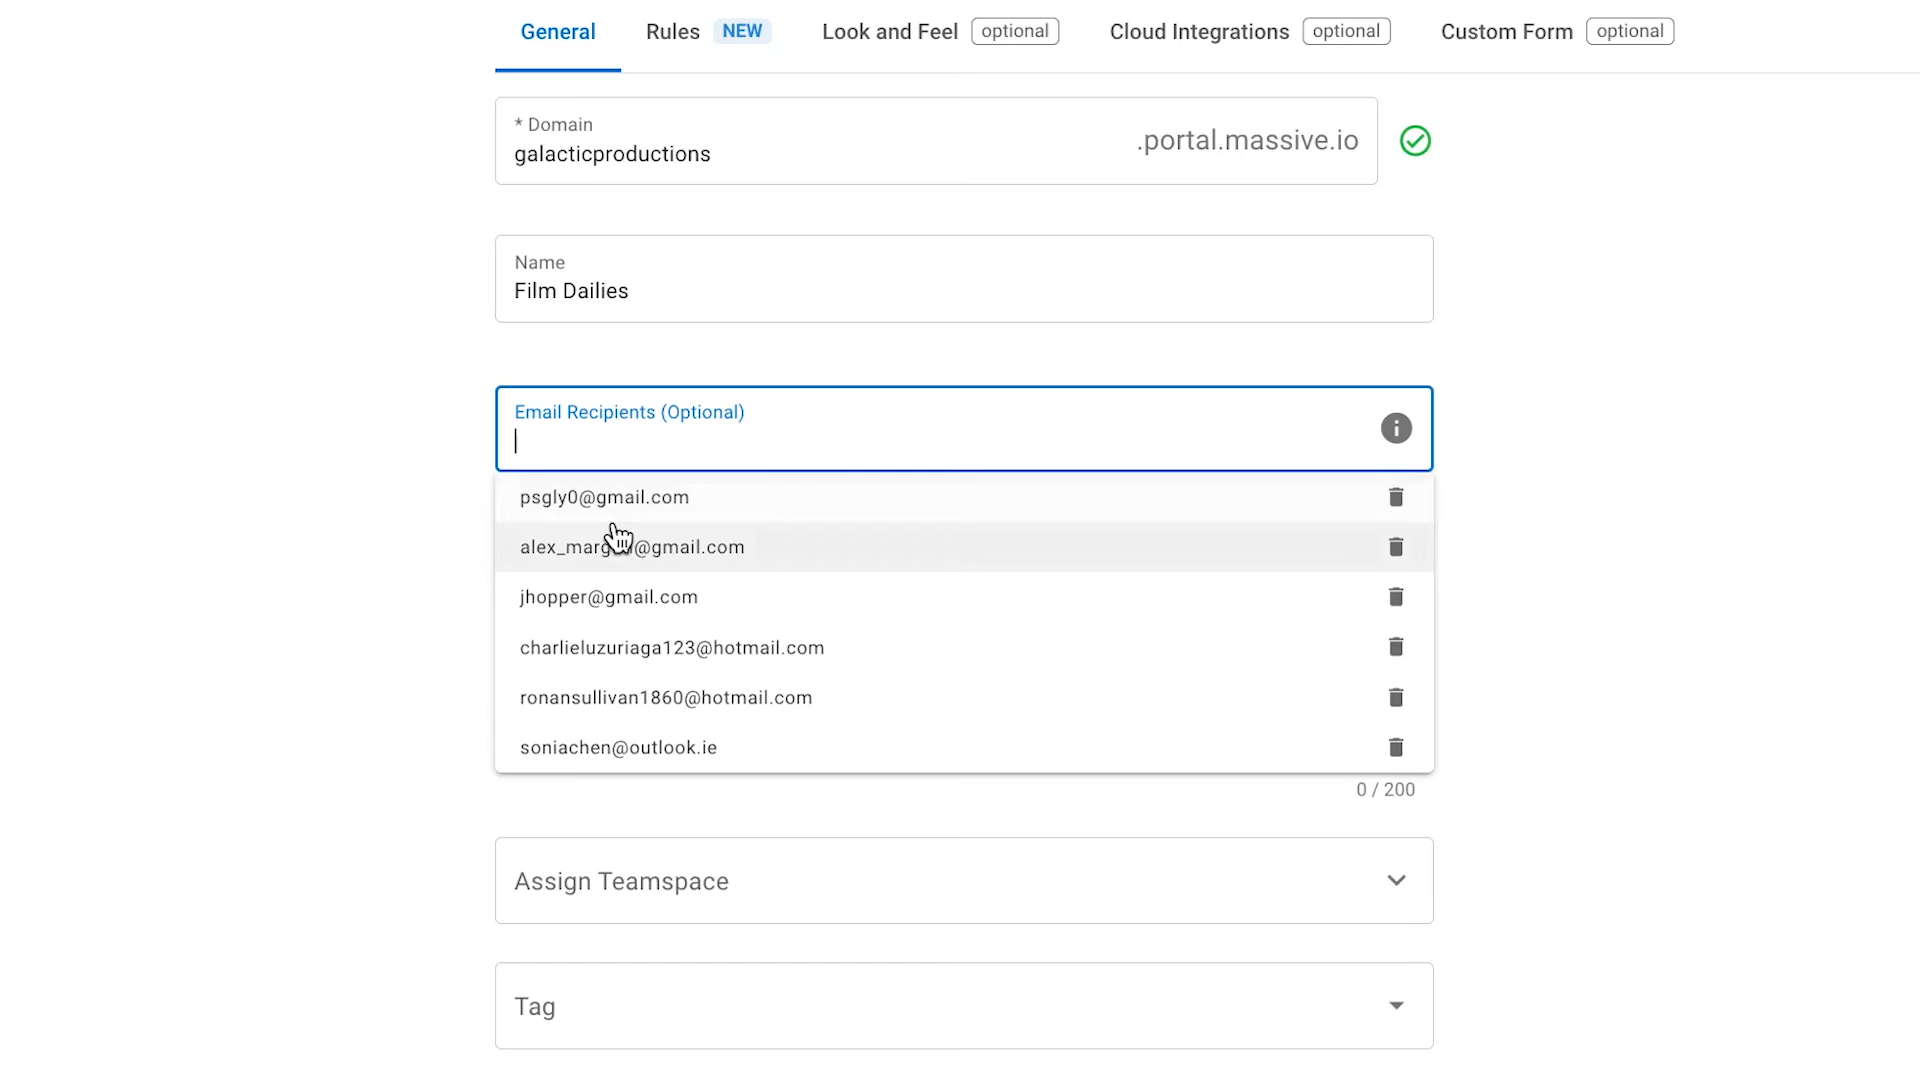 General Rules NEW Look and Feel optional Cloud Integrations optional Custom Form optional
* Domain
galacticproductions .portal.massive.io
Name
Film Dailies
Email Recipients (Optional)
psgly0@gmail.com
jhopper@gmail.com
charlieluzuriaga123@hotmail.com
ronansullivan1860@hotmail.com
soniachen@outlook.ie
0 / 200
Assign Teamspace
Tag